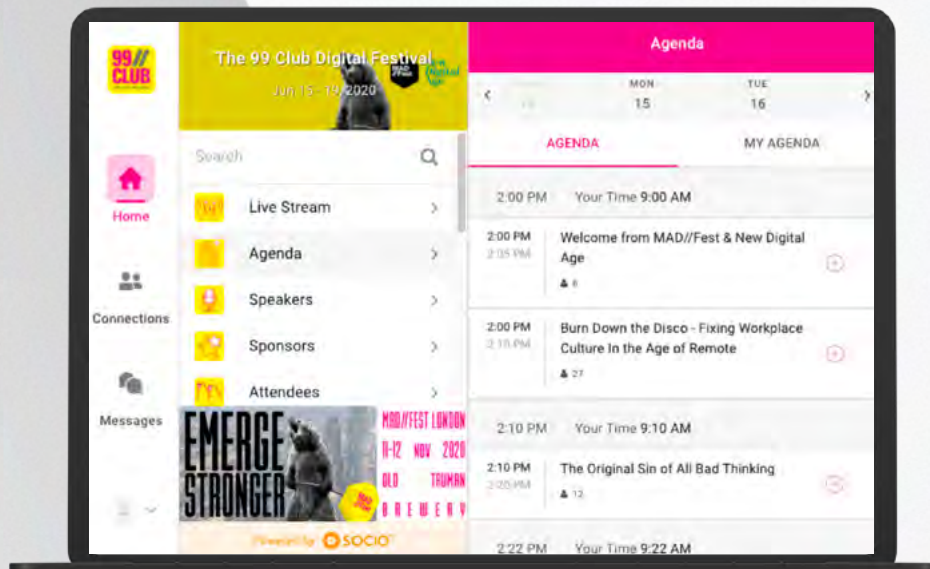 99//
CLUB
Home
Connections
Messages
The 99 Club Digital Festival
Jun 15 - 19, 2020
MAD
//Fest
Digital
Age
Search
Live Stream
Agenda
Speakers
Sponsors
Attendees
EMERGE
STRONGER
MAD//FEST LONDON
11-12 NOV 2020
OLD TRUMAN
BREWERY
Powered by SOCIO
Agenda
MON
15
TUE
16
AGENDA
MY AGENDA
2:00 PM Your Time 9:00 AM
2:00 PM
2:05 PM
Welcome from MAD//Fest & New Digital
Age
6
2:00 PM
2:10 PM
Burn Down the Disco - Fixing Workplace
Culture In the Age of Remote
27
2:10 PM Your Time 9:10 AM
2:10 PM
2:20 PM
The Original Sin of All Bad Thinking
12
2:22 PM Your Time 9:22 AM